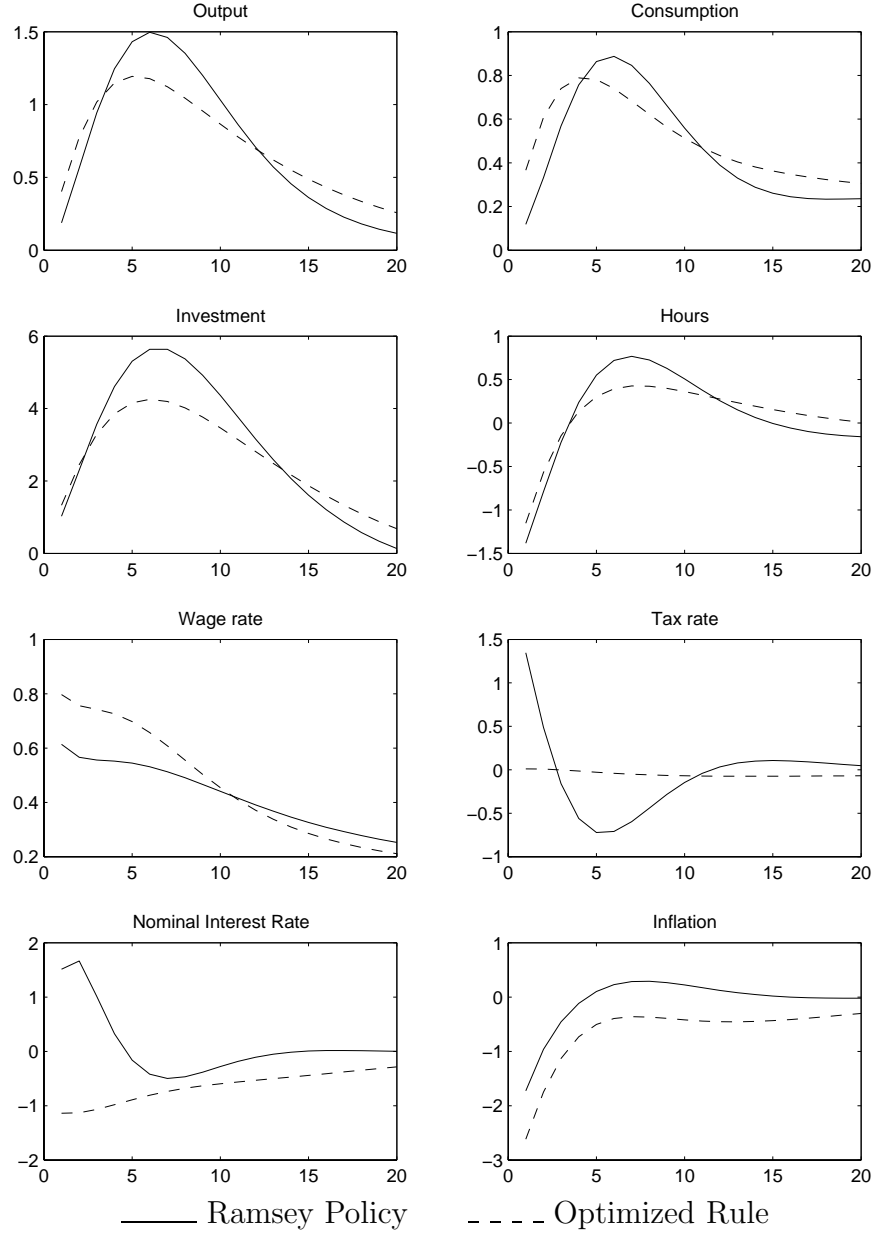 Output
1.5
1
0.5
0
0 5 10 15 20
Consumption
1
0.8
0.6
0.4
0.2
0
0 5 10 15 20
Investment
6
4
2
0
0 5 10 15 20
Hours
1
0.5
0
−0.5
−1
−1.5
0 5 10 15 20
Wage rate
1
0.8
0.6
0.4
0.2
0 5 10 15 20
Tax rate
1.5
1
0.5
0
−0.5
−1
0 5 10 15 20
Nominal Interest Rate
2
1
0
−1
−2
0 5 10 15 20
Inflation
1
0
−1
−2
−3
0 5 10 15 20
Ramsey Policy
Optimized Rule